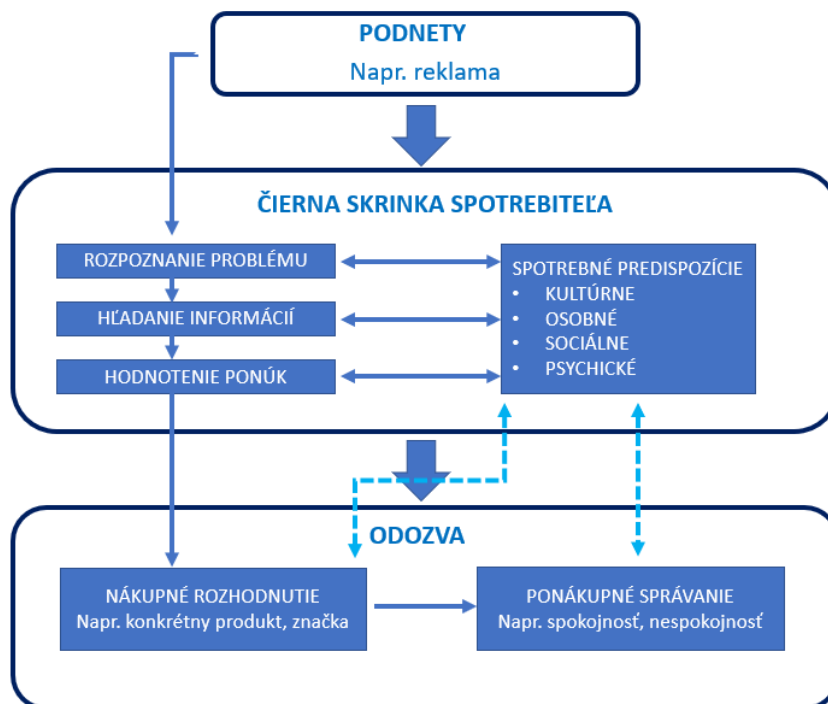 PODNETY
Napr. reklama
ČIERNA SKRINKA SPOTREBITEĽA
ROZPOZNANIE PROBLÉMU
HĽADANIE INFORMÁCIÍ
HODNOTENIE PONÚK
SPOTREBNÉ PREDISPOZÍCIE
• KULTÚRNE
• OSOBNÉ
• SOCIÁLNE
• PSYCHICKÉ
ODOZVA
NÁKUPNÉ ROZHODNUTIE
Napr. konkrétny produkt, značka
PONÁKUPNÉ SPRÁVANIE
Napr. spokojnosť, nespokojnosť